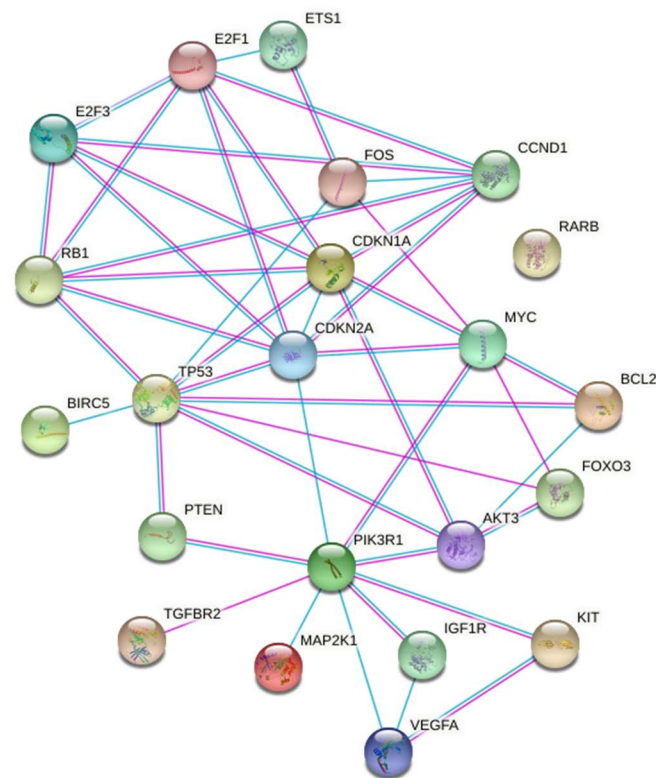 ETS1
E2F1
E2F3
FOS
CCND1
RARB
RB1
CDKN1A
MYC
CDKN2A
TP53
BCL2
BIRC5
FOXO3
PTEN
AKT3
PIK3R1
TGFBR2
IGF1R
KIT
MAP2K1
VEGFA